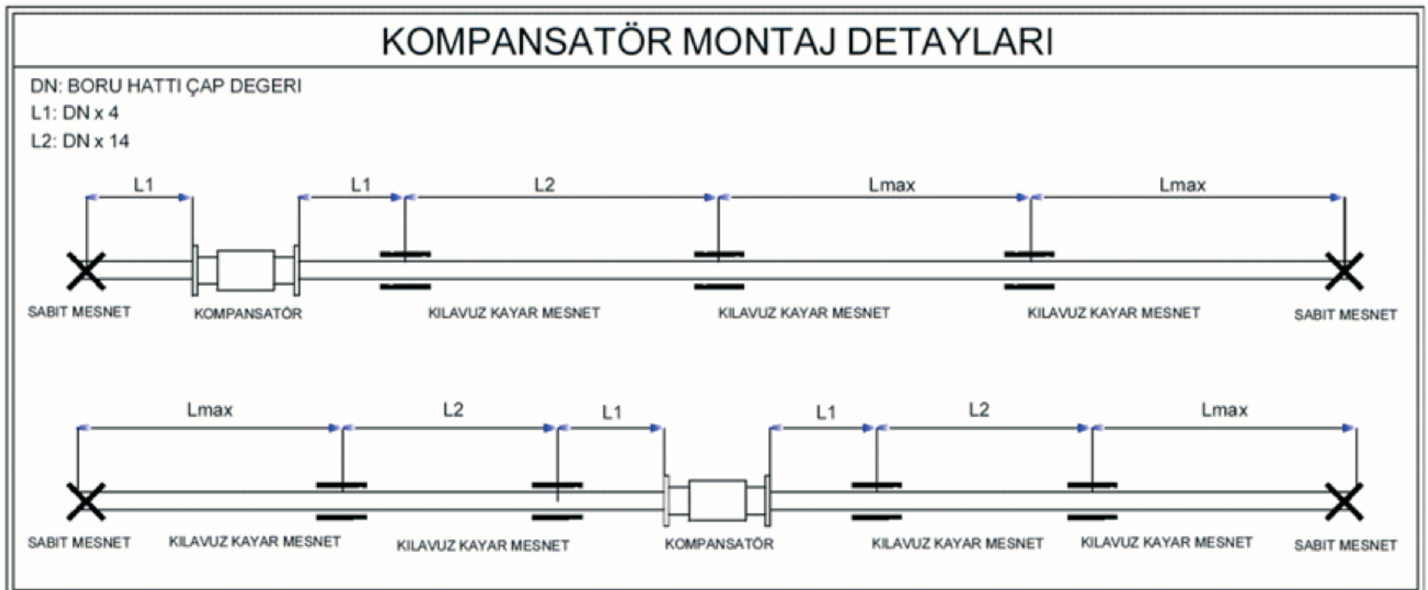 KOMPANSATÖR MONTAJ DETAYLARI
DN: BORU HATTI ÇAP DEGERI
L1: DN x 4
L2: DN x 14
L1 L1 L2 Lmax Lmax
SABIT MESNET KOMPANSATÖR KILAVUZ KAYAR MESNET KILAVUZ KAYAR MESNET KILAVUZ KAYAR MESNET SABIT MESNET
Lmax L2 L1 L1 L2 Lmax
SABIT MESNET KILAVUZ KAYAR MESNET KILAVUZ KAYAR MESNET KOMPANSATÖR KILAVUZ KAYAR MESNET KILAVUZ KAYAR MESNET SABIT MESNET